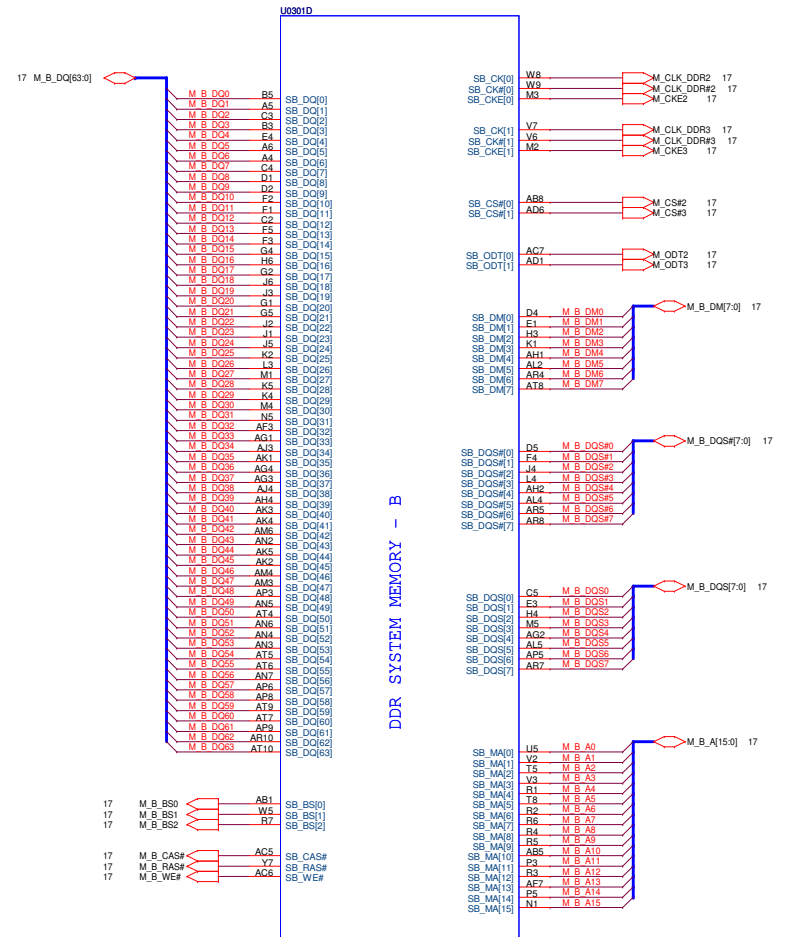 U0301D
17 M_B_DQ[63:0]
M_B_DQ0 B5 SB_DQ[0]
M_B_DQ1 A5 SB_DQ[1]
M_B_DQ2 C3 SB_DQ[2]
M_B_DQ3 B3 SB_DQ[3]
M_B_DQ4 E4 SB_DQ[4]
M_B_DQ5 A6 SB_DQ[5]
M_B_DQ6 A4 SB_DQ[6]
M_B_DQ7 C4 SB_DQ[7]
M_B_DQ8 D1 SB_DQ[8]
M_B_DQ9 D2 SB_DQ[9]
M_B_DQ10 F2 SB_DQ[10]
M_B_DQ11 F1 SB_DQ[11]
M_B_DQ12 C2 SB_DQ[12]
M_B_DQ13 F5 SB_DQ[13]
M_B_DQ14 F3 SB_DQ[14]
M_B_DQ15 G4 SB_DQ[15]
M_B_DQ16 H6 SB_DQ[16]
M_B_DQ17 G2 SB_DQ[17]
M_B_DQ18 J6 SB_DQ[18]
M_B_DQ19 J3 SB_DQ[19]
M_B_DQ20 G1 SB_DQ[20]
M_B_DQ21 G5 SB_DQ[21]
M_B_DQ22 J2 SB_DQ[22]
M_B_DQ23 J1 SB_DQ[23]
M_B_DQ24 J5 SB_DQ[24]
M_B_DQ25 K2 SB_DQ[25]
M_B_DQ26 L3 SB_DQ[26]
M_B_DQ27 M1 SB_DQ[27]
M_B_DQ28 K5 SB_DQ[28]
M_B_DQ29 K4 SB_DQ[29]
M_B_DQ30 M4 SB_DQ[30]
M_B_DQ31 N5 SB_DQ[31]
M_B_DQ32 AF3 SB_DQ[32]
M_B_DQ33 AG1 SB_DQ[33]
M_B_DQ34 AJ3 SB_DQ[34]
M_B_DQ35 AK1 SB_DQ[35]
M_B_DQ36 AG4 SB_DQ[36]
M_B_DQ37 AG3 SB_DQ[37]
M_B_DQ38 AJ4 SB_DQ[38]
M_B_DQ39 AH4 SB_DQ[39]
M_B_DQ40 AK3 SB_DQ[40]
M_B_DQ41 AK4 SB_DQ[41]
M_B_DQ42 AM6 SB_DQ[42]
M_B_DQ43 AN2 SB_DQ[43]
M_B_DQ44 AK5 SB_DQ[44]
M_B_DQ45 AK2 SB_DQ[45]
M_B_DQ46 AM4 SB_DQ[46]
M_B_DQ47 AM3 SB_DQ[47]
M_B_DQ48 AP3 SB_DQ[48]
M_B_DQ49 AN5 SB_DQ[49]
M_B_DQ50 AT4 SB_DQ[50]
M_B_DQ51 AN6 SB_DQ[51]
M_B_DQ52 AN4 SB_DQ[52]
M_B_DQ53 AN3 SB_DQ[53]
M_B_DQ54 AT5 SB_DQ[54]
M_B_DQ55 AT6 SB_DQ[55]
M_B_DQ56 AN7 SB_DQ[56]
M_B_DQ57 AP6 SB_DQ[57]
M_B_DQ58 AP8 SB_DQ[58]
M_B_DQ59 AT9 SB_DQ[59]
M_B_DQ60 AT7 SB_DQ[60]
M_B_DQ61 AP9 SB_DQ[61]
M_B_DQ62 AR10 SB_DQ[62]
M_B_DQ63 AT10 SB_DQ[63]
17 M_B_BS0 AB1 SB_BS[0]
17 M_B_BS1 W5 SB_BS[1]
17 M_B_BS2 R7 SB_BS[2]
17 M_B_CAS# AC5 SB_CAS#
17 M_B_RAS# Y7 SB_RAS#
17 M_B_WE# AC6 SB_WE#
DDR SYSTEM MEMORY - B
SB_CK[0] W8 M_CLK_DDR2 17
SB_CK#[0] W9 M_CLK_DDR#2 17
SB_CKE[0] M3 M_CKE2 17
SB_CK[1] V7 M_CLK_DDR3 17
SB_CK#[1] V6 M_CLK_DDR#3 17
SB_CKE[1] M2 M_CKE3 17
SB_CS#[0] AB8 M_CS#2 17
SB_CS#[1] AD6 M_CS#3 17
SB_ODT[0] AC7 M_ODT2 17
SB_ODT[1] AD1 M_ODT3 17
M_B_DM[7:0] 17
SB_DM[0] D4 M_B_DM0
SB_DM[1] E1 M_B_DM1
SB_DM[2] H3 M_B_DM2
SB_DM[3] K1 M_B_DM3
SB_DM[4] AH1 M_B_DM4
SB_DM[5] AL2 M_B_DM5
SB_DM[6] AR4 M_B_DM6
SB_DM[7] AT8 M_B_DM7
M_B_DQS#[7:0] 17
SB_DQS#[0] D5 M_B_DQS#0
SB_DQS#[1] F4 M_B_DQS#1
SB_DQS#[2] J4 M_B_DQS#2
SB_DQS#[3] L4 M_B_DQS#3
SB_DQS#[4] AH2 M_B_DQS#4
SB_DQS#[5] AL4 M_B_DQS#5
SB_DQS#[6] AR5 M_B_DQS#6
SB_DQS#[7] AR8 M_B_DQS#7
M_B_DQS[7:0] 17
SB_DQS[0] C5 M_B_DQS0
SB_DQS[1] E3 M_B_DQS1
SB_DQS[2] H4 M_B_DQS2
SB_DQS[3] M5 M_B_DQS3
SB_DQS[4] AG2 M_B_DQS4
SB_DQS[5] AL5 M_B_DQS5
SB_DQS[6] AP5 M_B_DQS6
SB_DQS[7] AR7 M_B_DQS7
M_B_A[15:0] 17
SB_MA[0] U5 M_B_A0
SB_MA[1] V2 M_B_A1
SB_MA[2] T5 M_B_A2
SB_MA[3] V3 M_B_A3
SB_MA[4] R1 M_B_A4
SB_MA[5] T8 M_B_A5
SB_MA[6] R2 M_B_A6
SB_MA[7] R6 M_B_A7
SB_MA[8] R4 M_B_A8
SB_MA[9] R5 M_B_A9
SB_MA[10] AB5 M_B_A10
SB_MA[11] P3 M_B_A11
SB_MA[12] R3 M_B_A12
SB_MA[13] AF7 M_B_A13
SB_MA[14] P5 M_B_A14
SB_MA[15] N1 M_B_A15